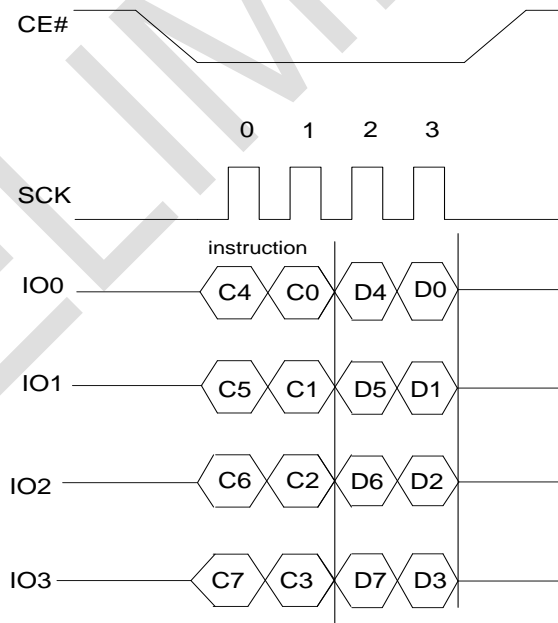 CE#
0 1 2 3
SCK
instruction
IO0 C4 C0 D4 D0
IO1 C5 C1 D5 D1
IO2 C6 C2 D6 D2
IO3 C7 C3 D7 D3